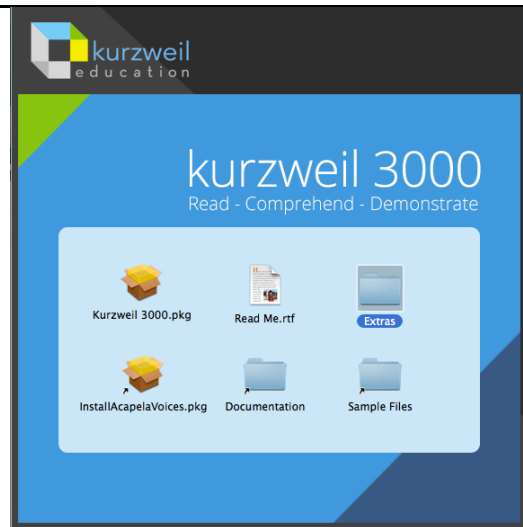 kurzweil
education
kurzweil 3000
Read - Comprehend - Demonstrate
Kurzweil 3000.pkg
Read Me.rtf
Extras
InstallAcapelaVoices.pkg
Documentation
Sample Files